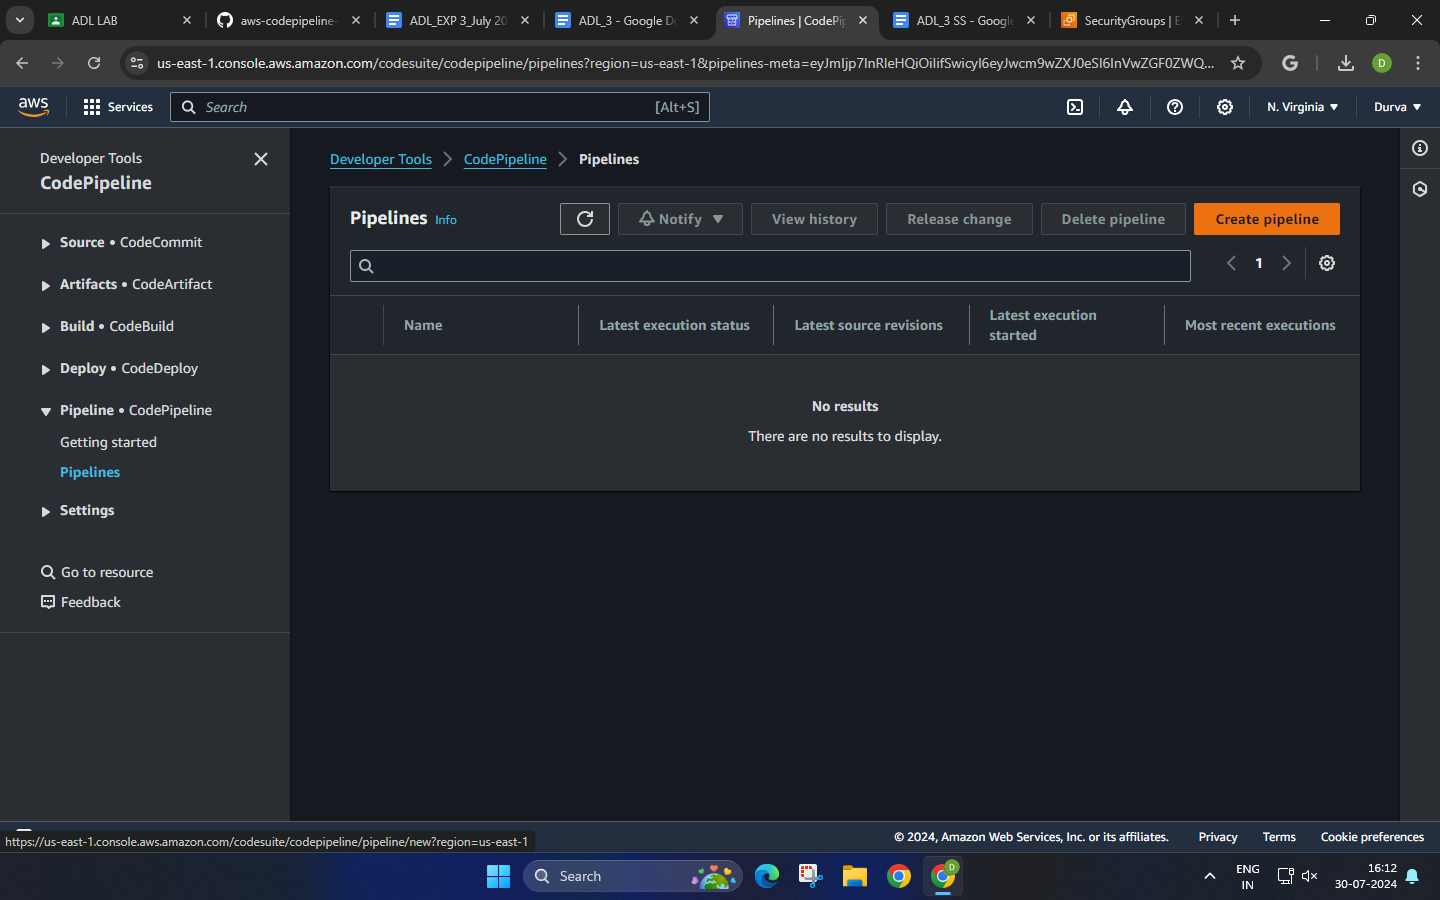 ADL LAB
aws-codepipeline-
ADL_EXP 3_July 20
ADL_3 - Google Do
Pipelines | CodePip
ADL_3 SS - Google
SecurityGroups | E
us-east-1.console.aws.amazon.com/codesuite/codepipeline/pipelines?region=us-east-1&pipelines-meta=
D
aws
Services
Search
[Alt+S]
N. Virginia
Durva
Developer Tools
CodePipeline
Source • CodeCommit
Artifacts • CodeArtifact
Build • CodeBuild
Deploy • CodeDeploy
Pipeline • CodePipeline
Getting started
Pipelines
Settings
Go to resource
Feedback
Developer Tools
CodePipeline
Pipelines
Pipelines Info
Notify
View history
Release change
Delete pipeline
Create pipeline
1
Name
Latest execution status
Latest source revisions
Latest execution
started
Most recent executions
No results
There are no results to display.
https://us-east-1.console.aws.amazon.com/codesuite/codepipeline/pipeline/new?region=us-east-1
© 2024, Amazon Web Services, Inc. or its affiliates.
Privacy
Terms
Cookie preferences
Search
D
ENG
IN
16:12
30-07-2024